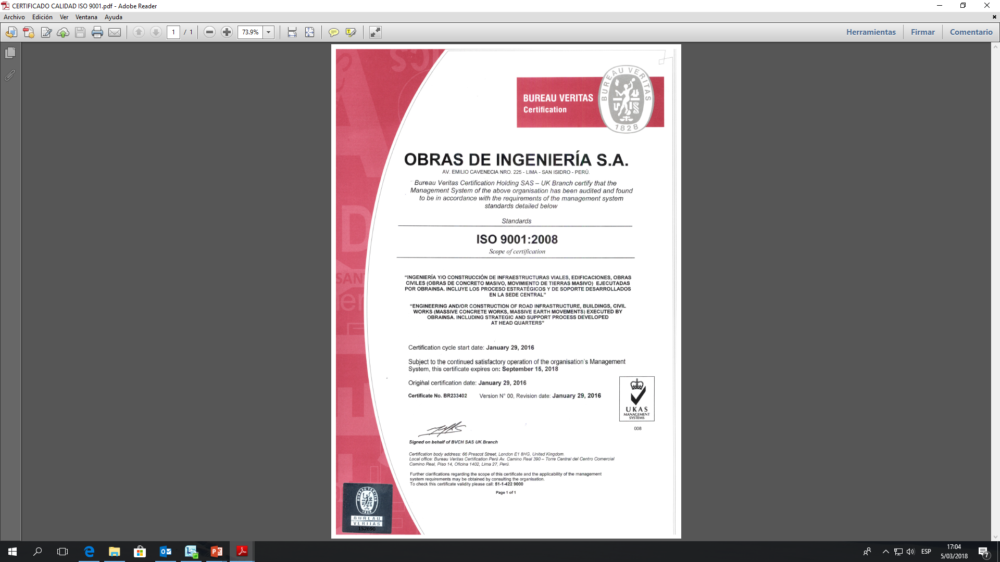 CERTIFICADO CALIDAD ISO 9001.pdf - Adobe Reader
Archivo Edición Ver Ventana Ayuda
1 / 1 73.9% Herramientas Firmar Comentario
BUREAU VERITAS
Certification
BUREAU VERITAS
1828
OBRAS DE INGENIERÍA S.A.
AV. EMILIO CAVENECIA NRO. 225 - LIMA - SAN ISIDRO - PERÚ.
Bureau Veritas Certification Holding SAS – UK Branch certify that the
Management System of the above organisation has been audited and found
to be in accordance with the requirements of the management system
standards detailed below
Standards
ISO 9001:2008
Scope of certification
“INGENIERÍA Y/O CONSTRUCCIÓN DE INFRAESTRUCTURAS VIALES, EDIFICACIONES, OBRAS
CIVILES (OBRAS DE CONCRETO MASIVO, MOVIMIENTO DE TIERRAS MASIVO) EJECUTADAS
POR OBRAINSA. INCLUYE LOS PROCESO ESTRATÉGICOS Y DE SOPORTE DESARROLLADOS
EN LA SEDE CENTRAL”
“ENGINEERING AND/OR CONSTRUCTION OF ROAD INFRASTRUCTURE, BUILDINGS, CIVIL
WORKS (MASSIVE CONCRETE WORKS, MASSIVE EARTH MOVEMENTS) EXECUTED BY
OBRAINSA. INCLUDING STRATEGIC AND SUPPORT PROCESS DEVELOPED
AT HEAD QUARTERS”
Certification cycle start date: January 29, 2016
Subject to the continued satisfactory operation of the organisation's Management
System, this certificate expires on: September 15, 2018
Original certification date: January 29, 2016
Certificate No. BR233402 Version N° 00, Revision date: January 29, 2016
UKAS
MANAGEMENT
SYSTEMS
008
Signed on behalf of BVCH SAS UK Branch
Certification body address: 66 Prescot Street, London E1 8HG, United Kingdom.
Local office: Bureau Veritas Certification Perú Av. Camino Real 390 – Torre Central del Centro Comercial
Camino Real, Piso 14, Oficina 1402, Lima 27, Perú.
Further clarifications regarding the scope of this certificate and the applicability of the management
system requirements may be obtained by consulting the organisation.
To check this certificate validity please call: 51-1-422 9000
Page 1 of 1
BUREAU VERITAS
1828
BUREAU
VERITAS
152690
ESP
17:04
5/03/2018
7